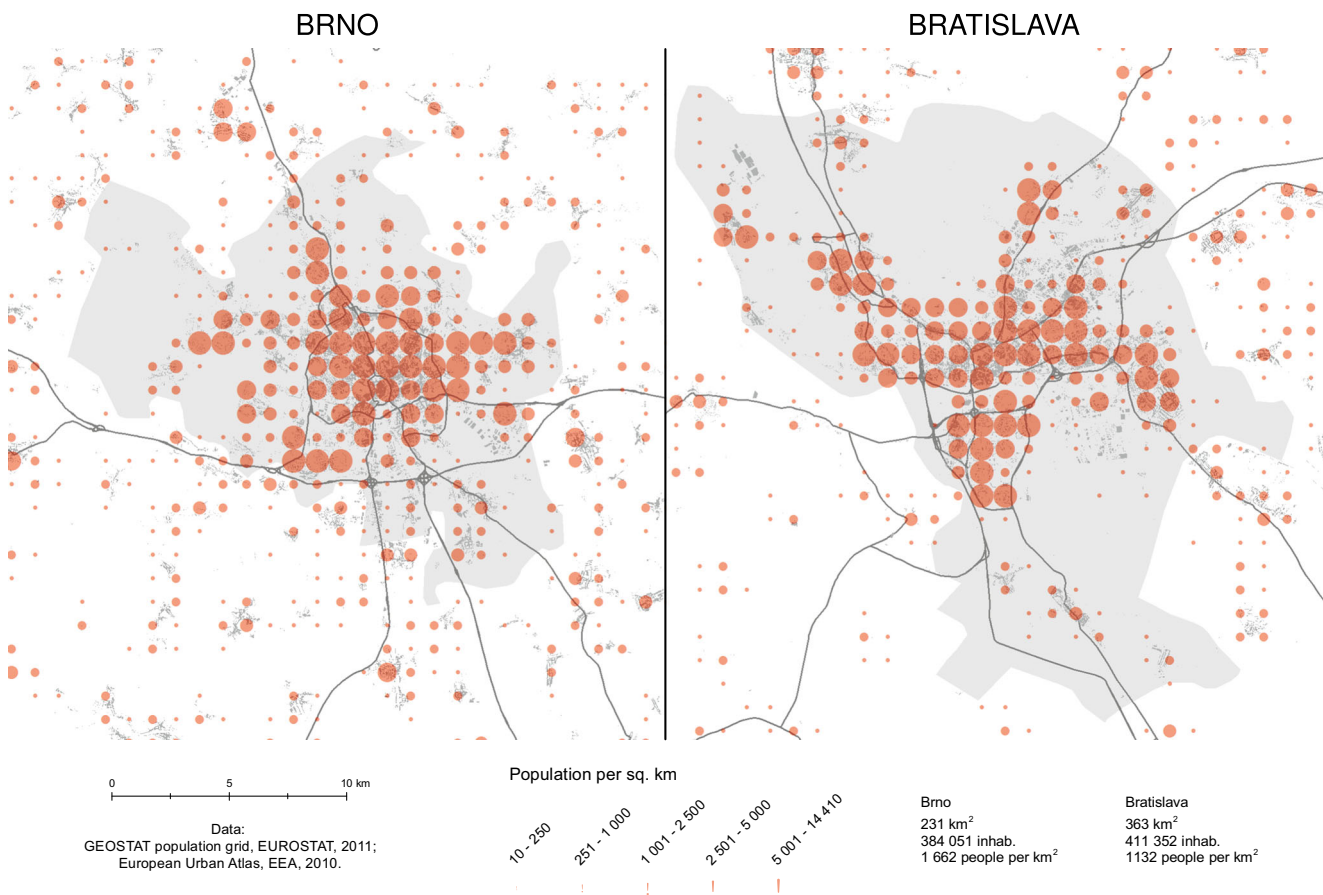 BRNO
BRATISLAVA
0 5 10 km
Data:
GEOSTAT population grid, EUROSTAT, 2011;
European Urban Atlas, EEA, 2010.
Population per sq. km
10 - 250
251 - 1 000
1 001 - 2 500
2 501 - 5 000
5 001 - 14 410
Brno
231 km²
384 051 inhab.
1 662 people per km²
Bratislava
363 km²
411 352 inhab.
1132 people per km²